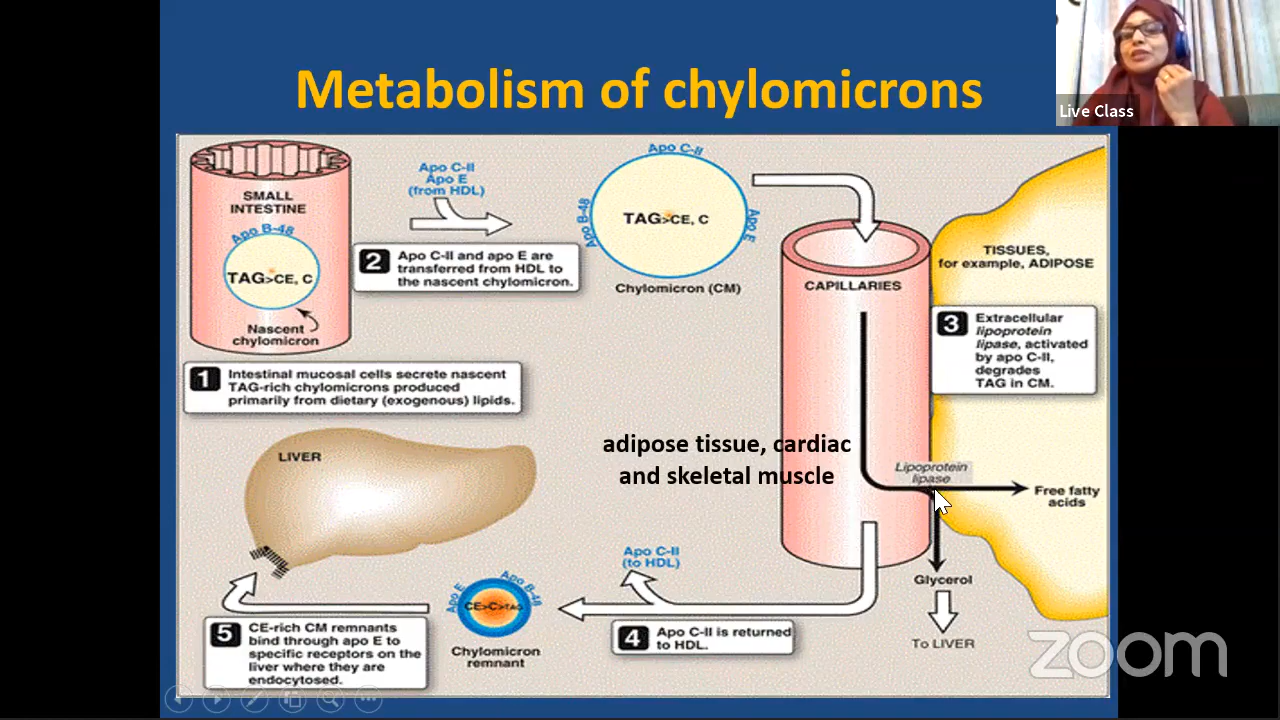 Metabolism of chylomicrons
Live Class
SMALL
INTESTINE
Apo B-48
TAG>CE, C
Nascent
chylomicron
1 Intestinal mucosal cells secrete nascent
TAG-rich chylomicrons produced
primarily from dietary (exogenous) lipids.
Apo C-II
Apo E
(from HDL)
2 Apo C-II and apo E are
transferred from HDL to
the nascent chylomicron.
Apo C-II
Apo B-48
TAG>CE, C
Apo E
Chylomicron (CM)
CAPILLARIES
TISSUES,
for example, ADIPOSE
3 Extracellular
lipoprotein
lipase, activated
by apo C-II,
degrades
TAG in CM.
adipose tissue, cardiac
and skeletal muscle
Lipoprotein
lipase
Free fatty
acids
Glycerol
To LIVER
Apo C-II
(to HDL)
4 Apo C-II is returned
to HDL.
Apo E
Apo B-48
CE>C>TAG
Chylomicron
remnant
LIVER
5 CE-rich CM remnants
bind through apo E to
specific receptors on the
liver where they are
endocytosed.
zoom